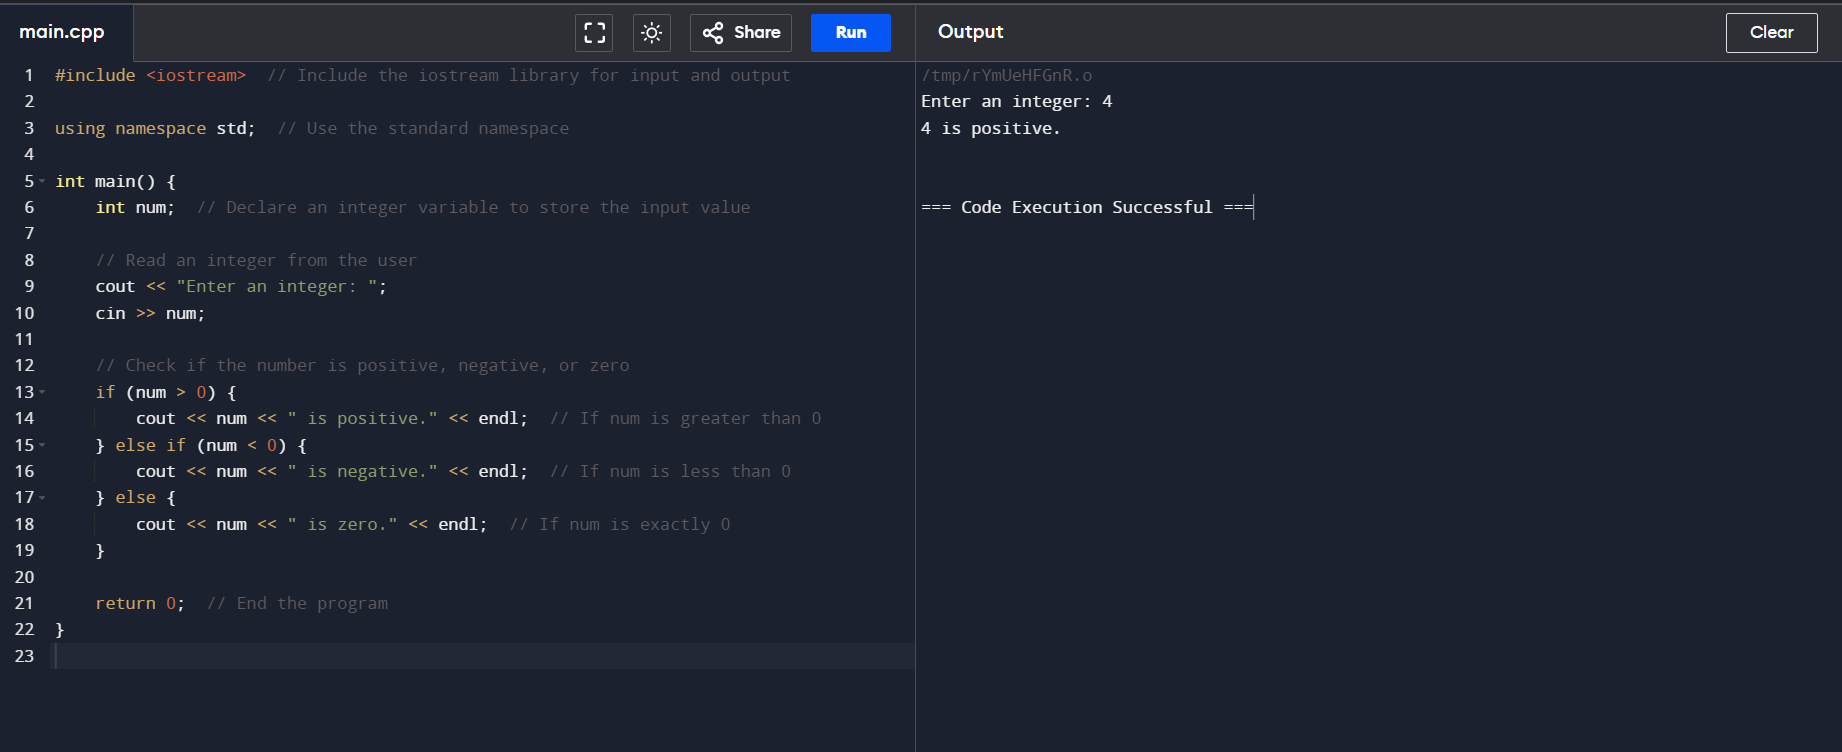 main.cpp
Share
Run
Output
Clear
1 #include <iostream>  // Include the iostream library for input and output
2
3 using namespace std;  // Use the standard namespace
4
5 int main() {
6     int num;  // Declare an integer variable to store the input value
7
8     // Read an integer from the user
9     cout << "Enter an integer: ";
10     cin >> num;
11
12     // Check if the number is positive, negative, or zero
13     if (num > 0) {
14         cout << num << " is positive." << endl;  // If num is greater than 0
15     } else if (num < 0) {
16         cout << num << " is negative." << endl;  // If num is less than 0
17     } else {
18         cout << num << " is zero." << endl;  // If num is exactly 0
19     }
20
21     return 0;  // End the program
22 }
23
/tmp/rYmUeHFGnR.o
Enter an integer: 4
4 is positive.
=== Code Execution Successful ===